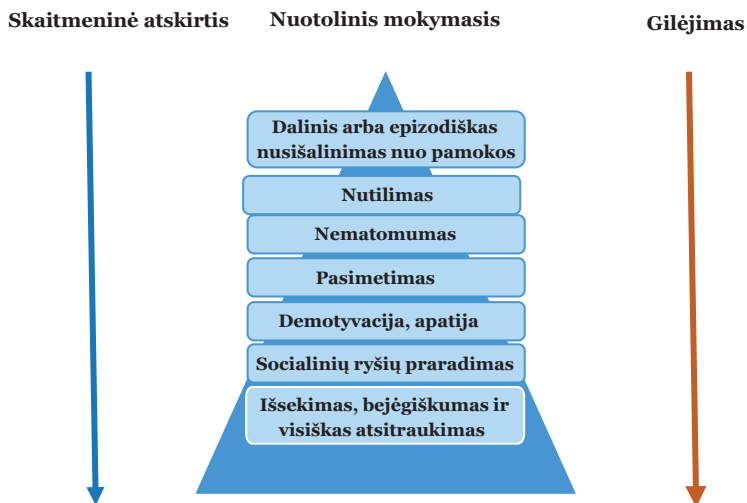 Skaitmeninė atskirtis
Nuotolinis mokymasis
Gilėjimas
Dalinis arba epizodiškas
nusišalinimas nuo pamokos
Nutilimas
Nematomumas
Pasimetimas
Demotyvacija, apatija
Socialinių ryšių praradimas
Išsekimas, bejėgiškumas ir
visiškas atsitraukimas